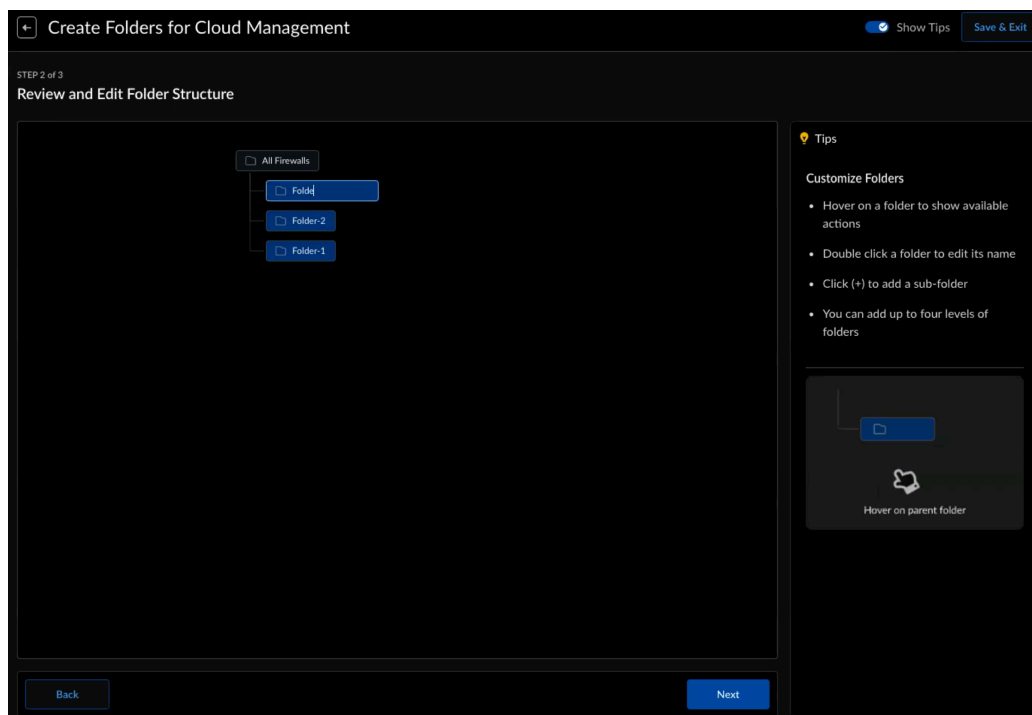 Create Folders for Cloud Management
Show Tips
Save & Exit
STEP 2 of 3
Review and Edit Folder Structure
All Firewalls
Folde
Folder-2
Folder-1
Tips
Customize Folders
• Hover on a folder to show available
actions
• Double click a folder to edit its name
• Click (+) to add a sub-folder
• You can add up to four levels of
folders
Hover on parent folder
Back
Next